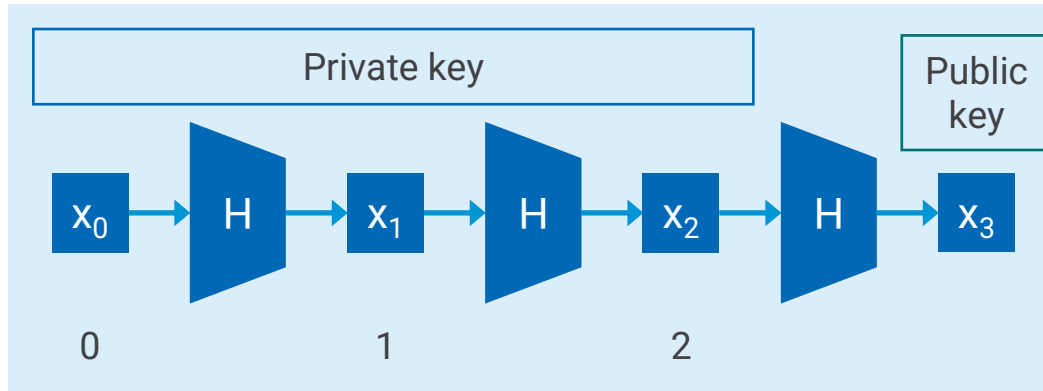 Private key
Public
key
x₀ H x₁ H x₂ H x₃
0 1 2